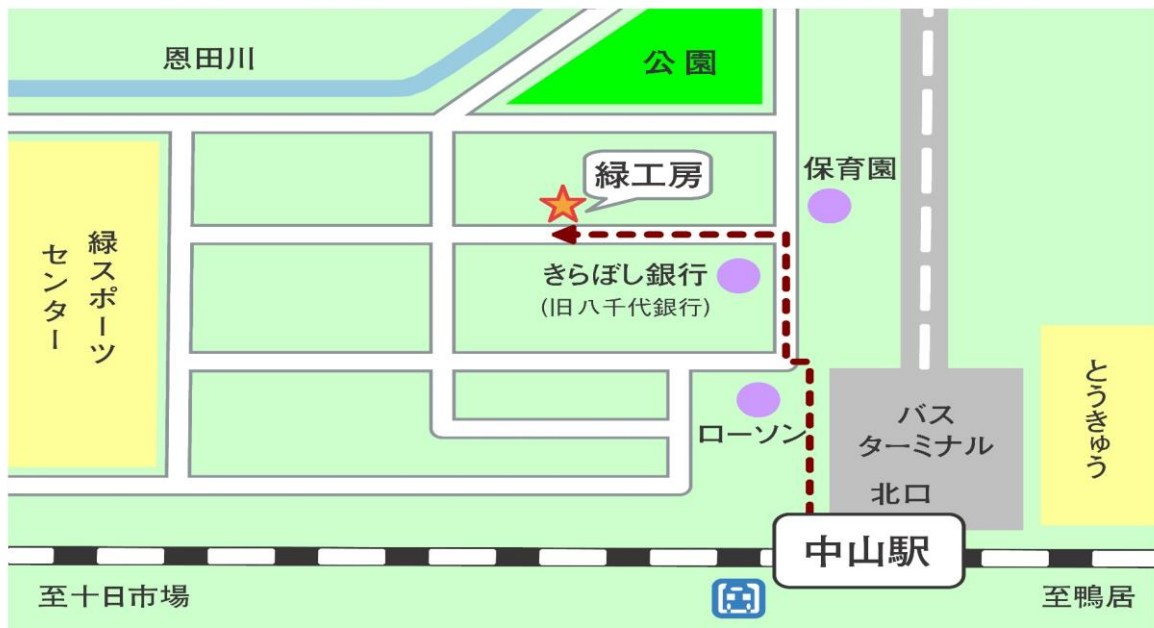 恩田川
公園
緑工房
保育園
緑スポーツ
センター
きらぼし銀行
(旧八千代銀行)
ローソン
バス
ターミナル
北口
とうきゅう
中山駅
至十日市場
至鴨居